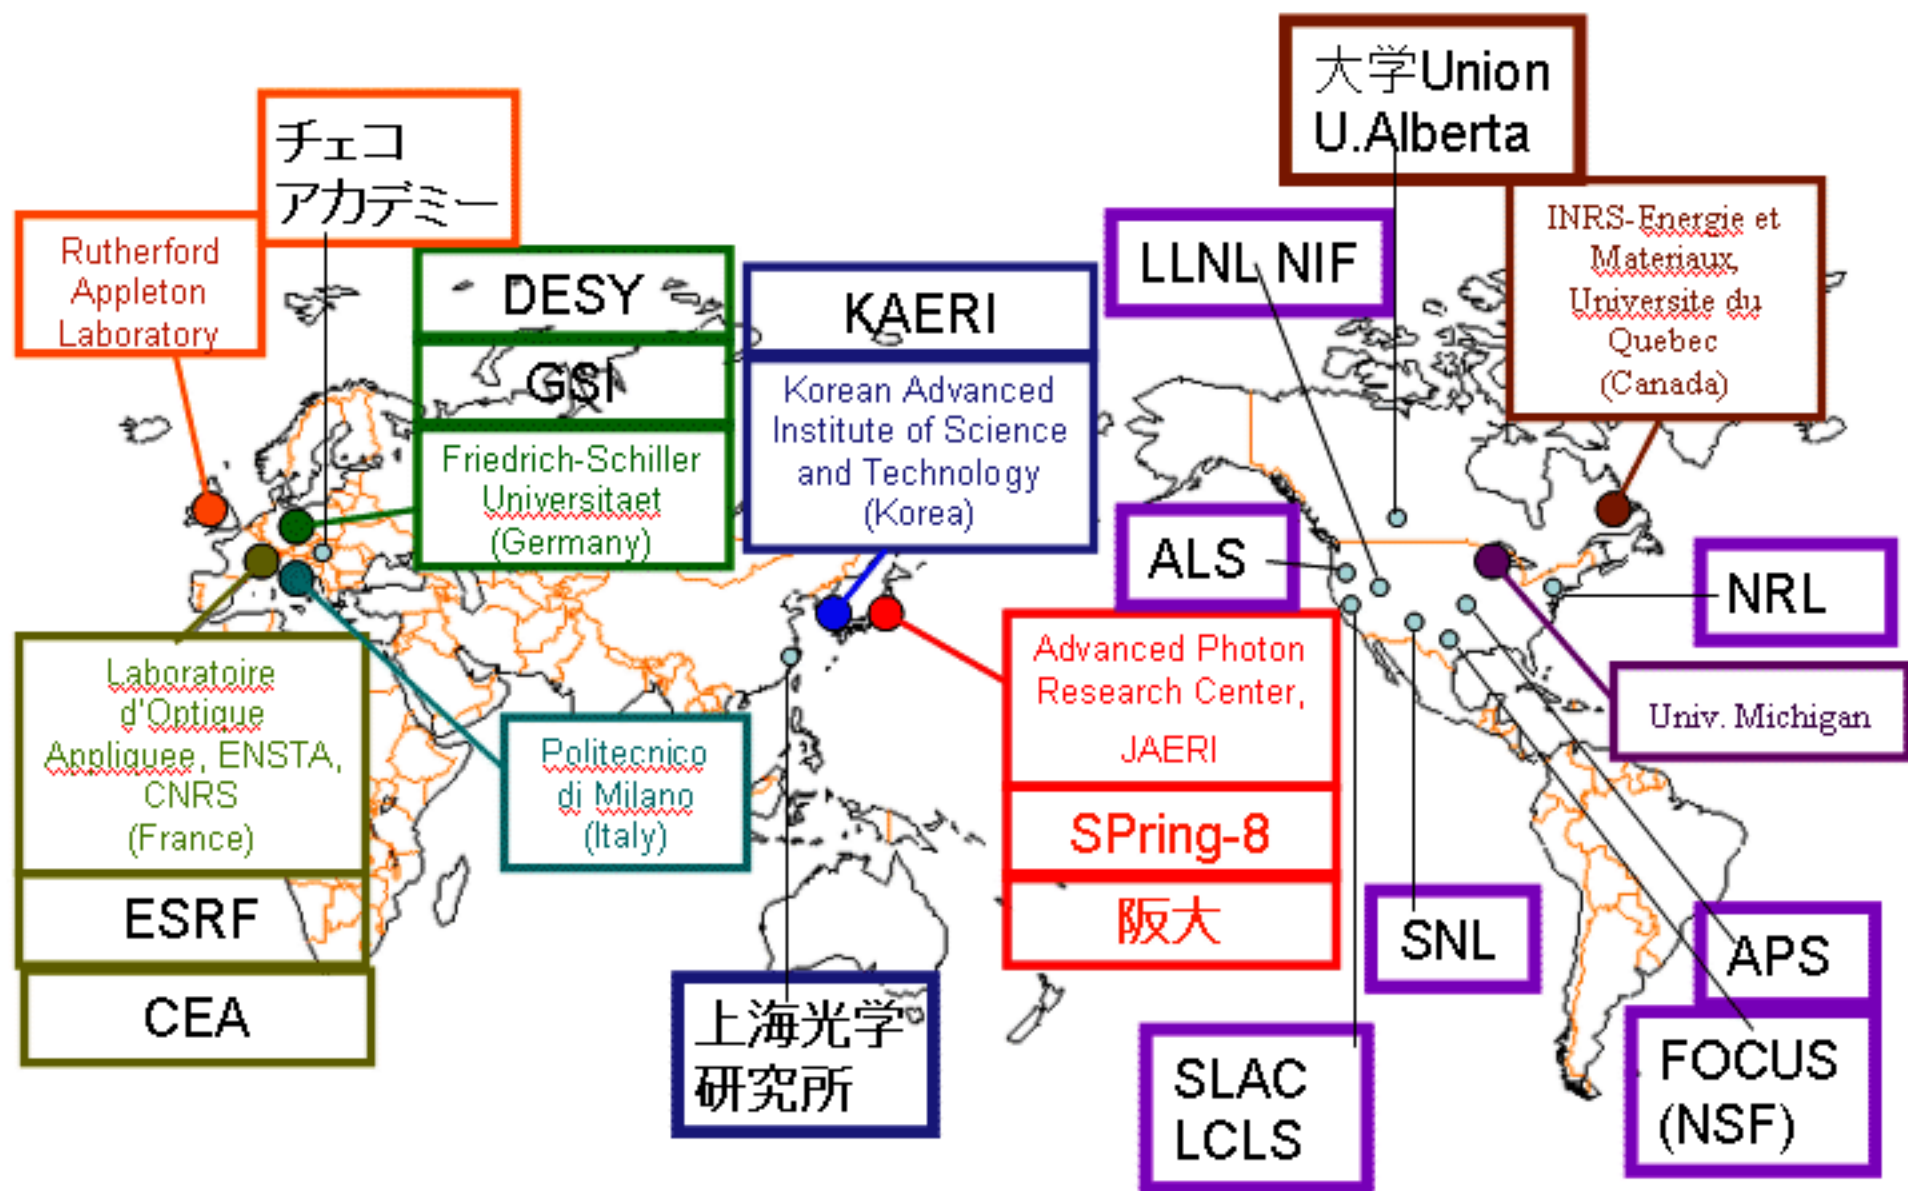 大学Union
U.Alberta
チェコ
アカデミー
INRS-Energie et
Materiaux,
Universite du
Quebec
(Canada)
Rutherford
Appleton
Laboratory
LLNL NIF
DESY
GSI
Friedrich-Schiller
Universitaet
(Germany)
KAERI
Korean Advanced
Institute of Science
and Technology
(Korea)
ALS
NRL
Laboratoire
d'Optique
Appliquee, ENSTA,
CNRS
(France)
ESRF
CEA
Politecnico
di Milano
(Italy)
Advanced Photon
Research Center,
JAERI
SPring-8
阪大
Univ. Michigan
上海光学
研究所
SNL
APS
SLAC
LCLS
FOCUS
(NSF)